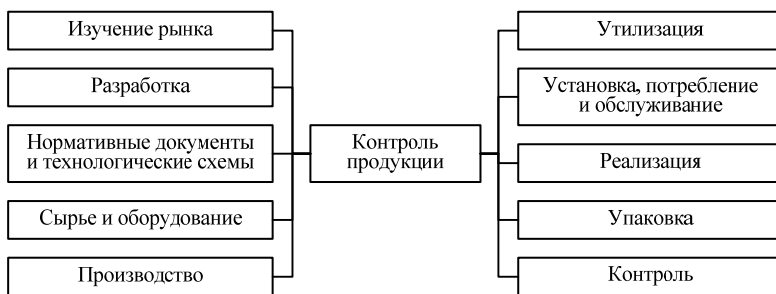 Изучение рынка
Разработка
Нормативные документы
и технологические схемы
Сырье и оборудование
Производство
Контроль
продукции
Утилизация
Установка, потребление
и обслуживание
Реализация
Упаковка
Контроль